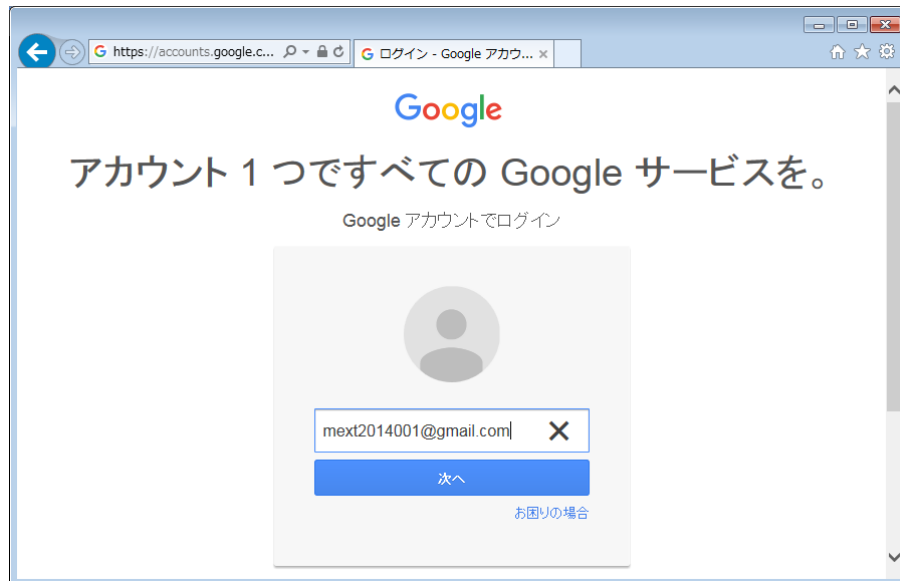 https://accounts.google.c...
ログイン - Google アカウ...
Google
アカウント 1 つですべての Google サービスを。
Google アカウントでログイン
mext2014001@gmail.com
次へ
お困りの場合